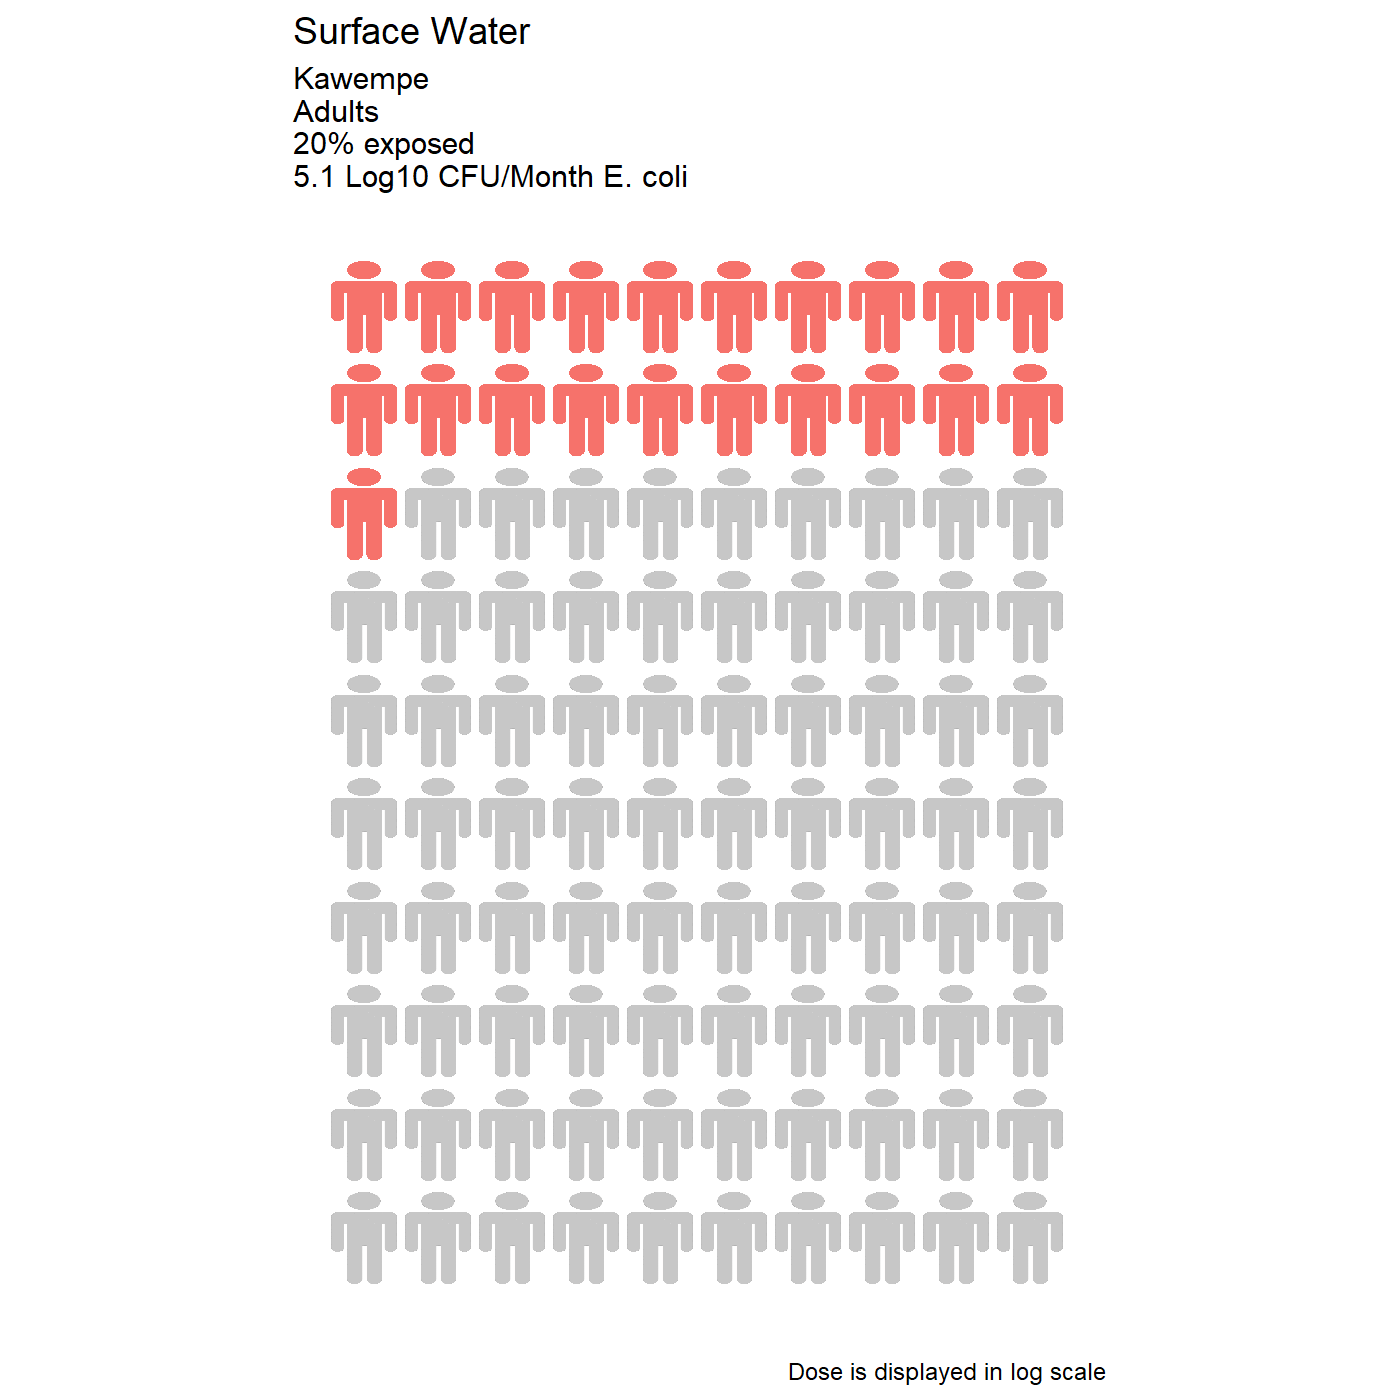 Surface Water
Kawempe
Adults
20% exposed
5.1 Log10 CFU/Month E. coli
Dose is displayed in log scale